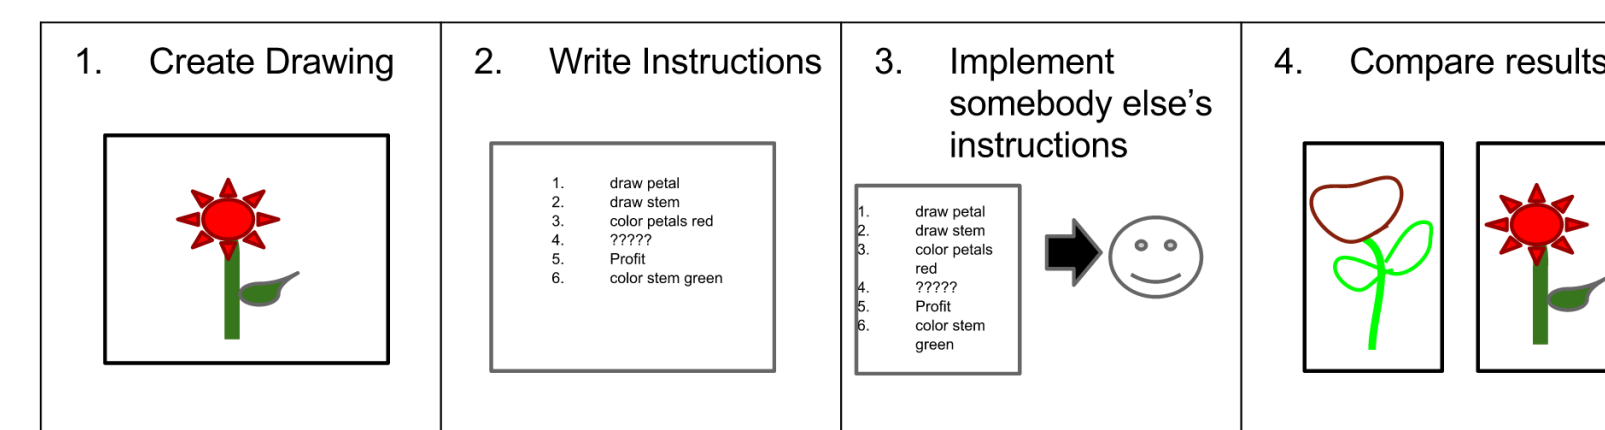 1. Create Drawing
1. draw petal
2. draw stem
3. color petals red
4. ?????
5. Profit
6. color stem green
2. Write Instructions
3. Implement
somebody else’s
instructions
1. draw petal
2. draw stem
3. color petals
red
4. ?????
5. Profit
6. color stem
green
4. Compare results